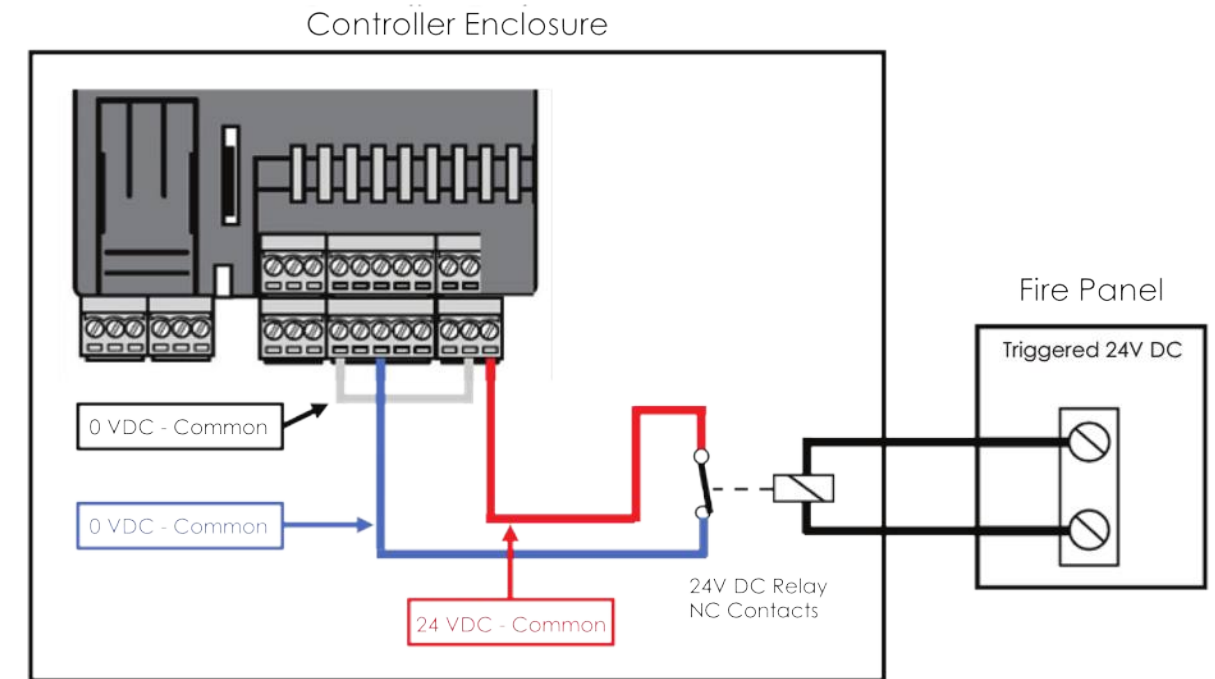 Controller Enclosure
Fire Panel
Triggered 24V DC
0 VDC - Common
0 VDC - Common
24 VDC - Common
24V DC Relay
NC Contacts